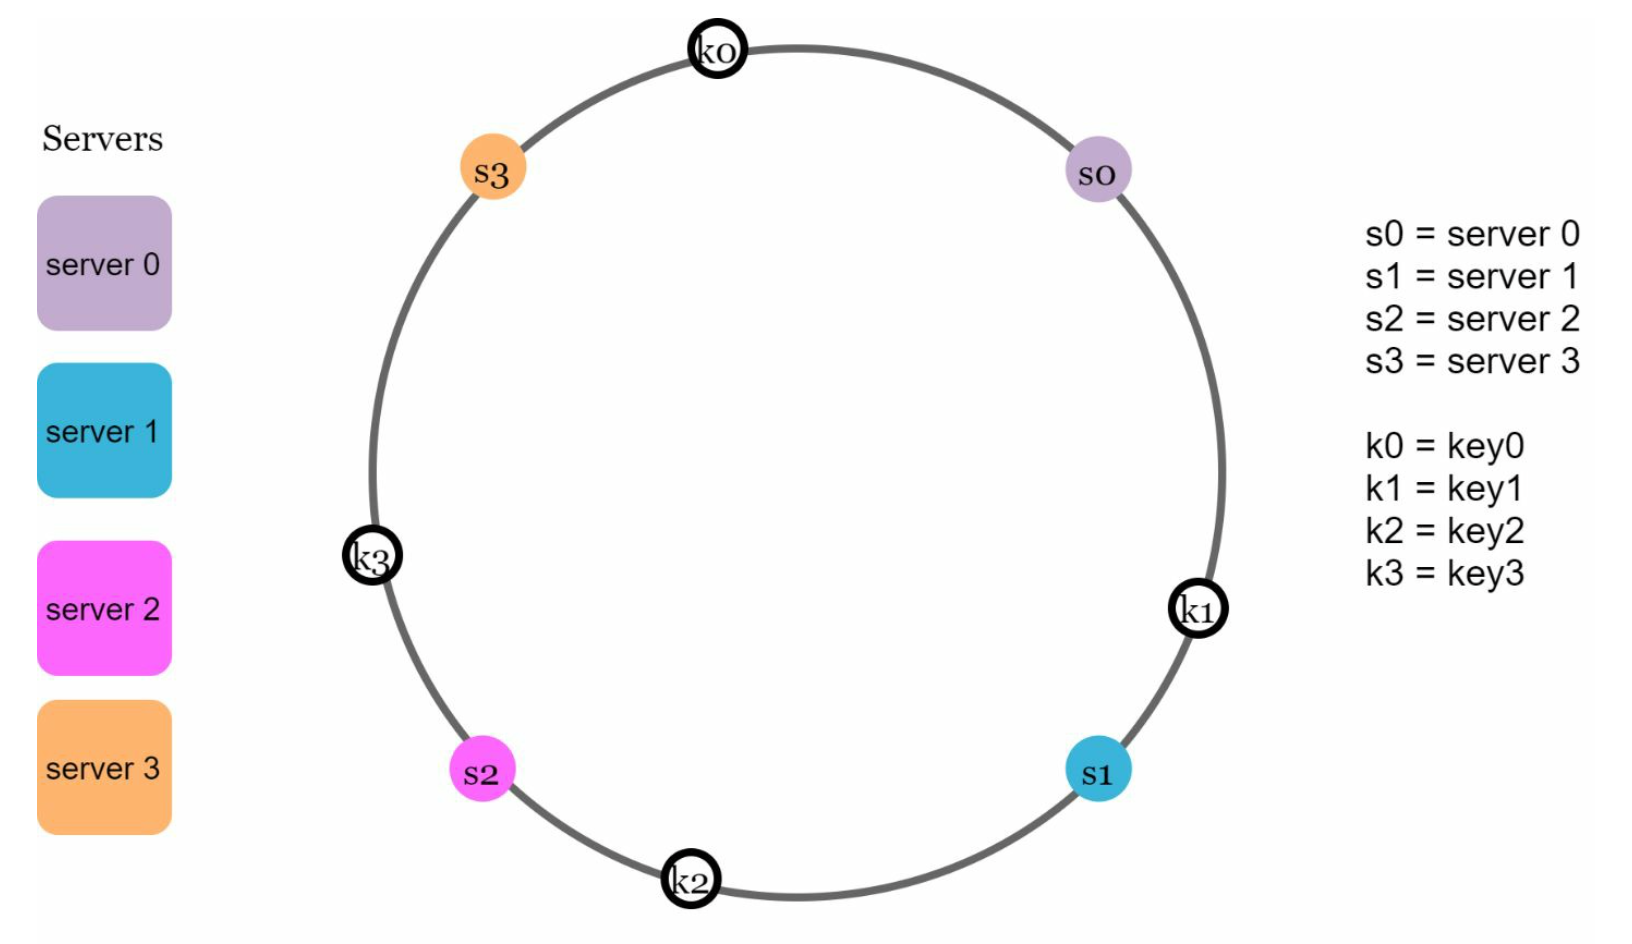 Servers
server 0
server 1
server 2
server 3
k0
s0
k1
s1
k2
s2
k3
s3
s0 = server 0
s1 = server 1
s2 = server 2
s3 = server 3
k0 = key0
k1 = key1
k2 = key2
k3 = key3